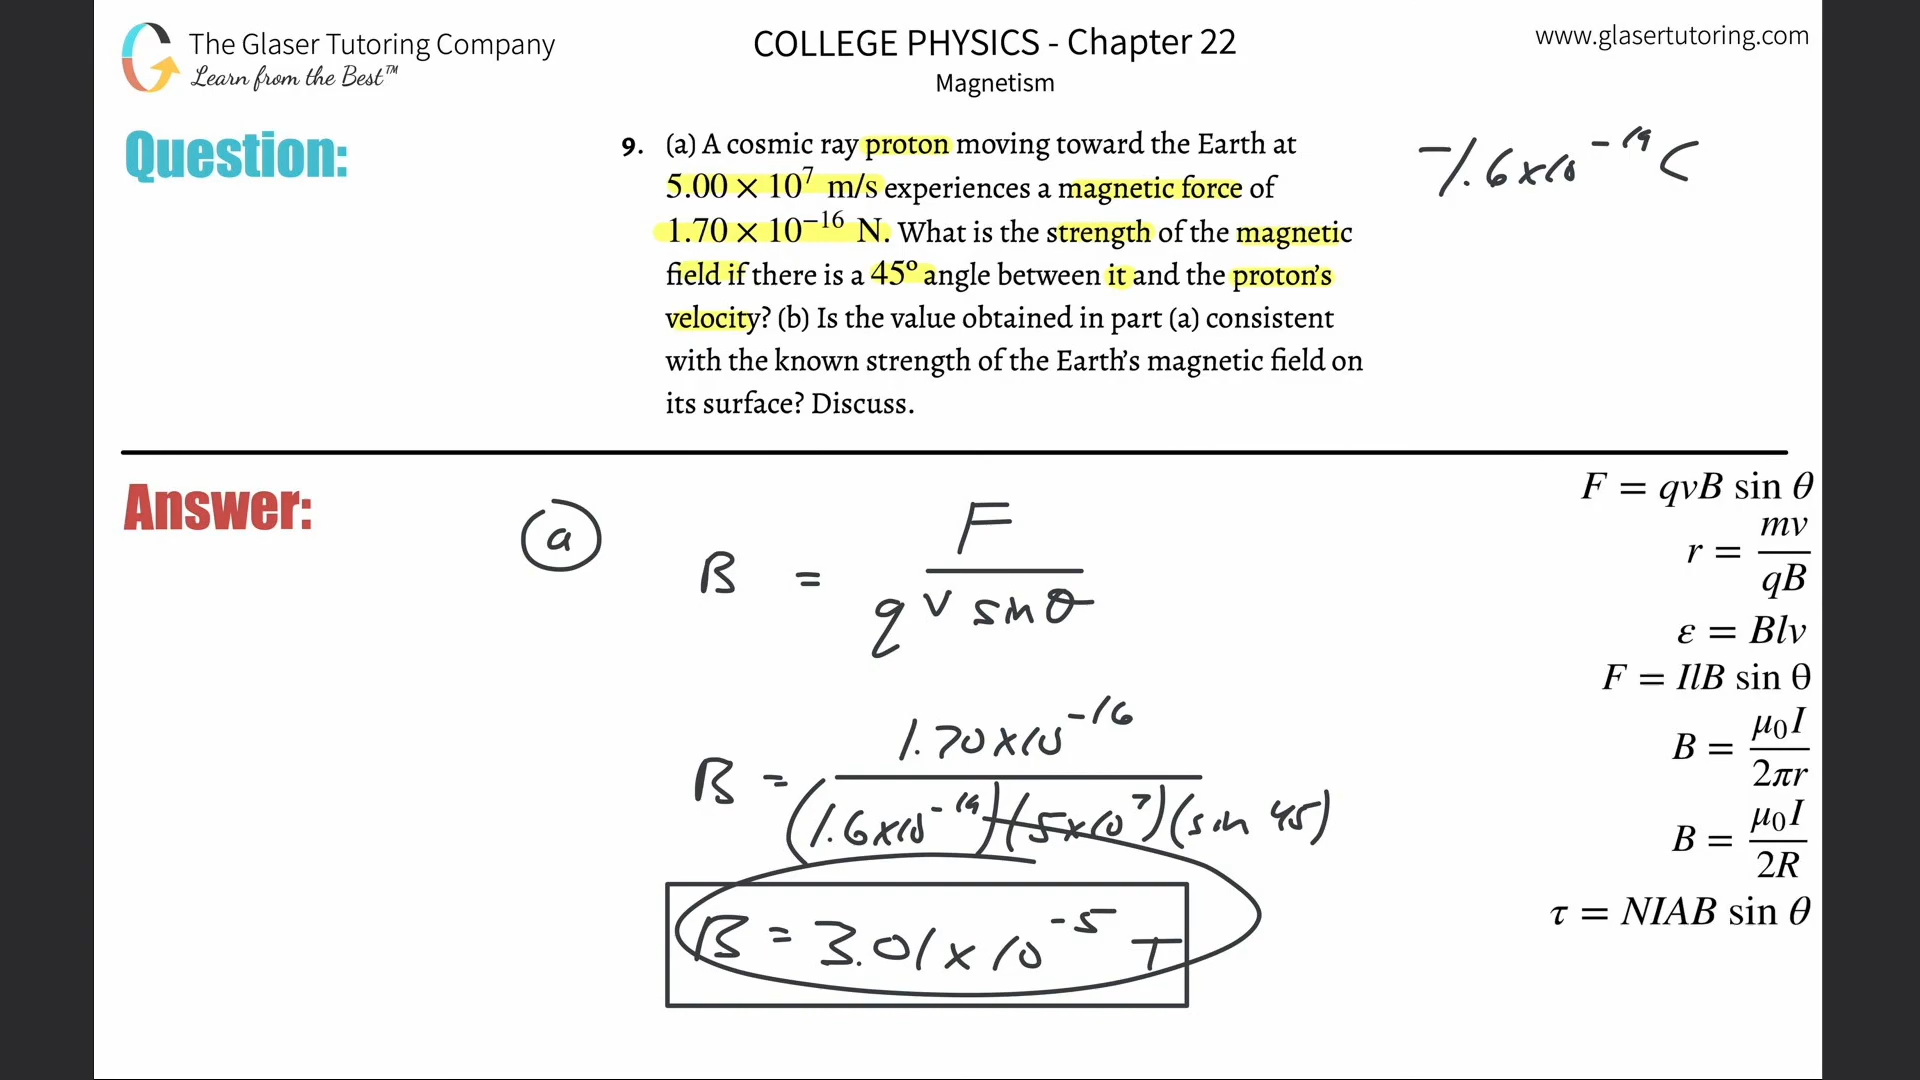 The Glaser Tutoring Company
Learn from the Best™
COLLEGE PHYSICS - Chapter 22
Magnetism
www.glasertutoring.com
Question:
9. (a) A cosmic ray proton moving toward the Earth at
5.00 × 10⁷ m/s experiences a magnetic force of
1.70 × 10⁻¹⁶ N. What is the strength of the magnetic
field if there is a 45º angle between it and the proton’s
velocity? (b) Is the value obtained in part (a) consistent
with the known strength of the Earth’s magnetic field on
its surface? Discuss.
-1.6x10⁻¹⁹ C
Answer:
a
B = F / (q v sin θ)
B = 1.70x10⁻¹⁶ / (1.6x10⁻¹⁹)(5x10⁷)(sin 45)
B = 3.01x10⁻⁵ T
F = qvB sin θ
r = mv / qB
ε = Blv
F = IlB sin θ
B = μ₀I / 2πr
B = μ₀I / 2R
τ = NIAB sin θ